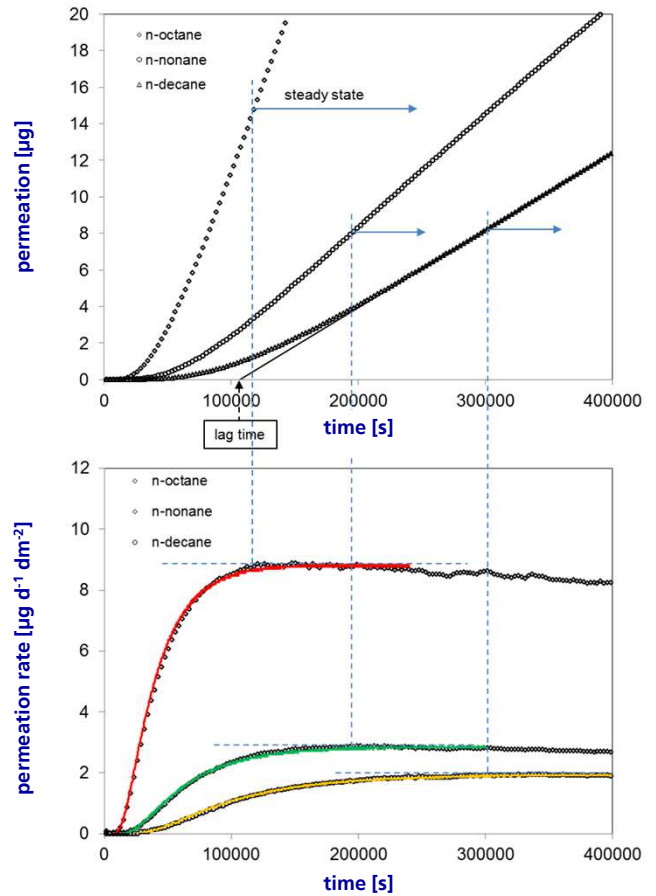 20
18
16
14
12
10
8
6
4
2
0
permeation [µg]
n-octane
n-nonane
n-decane
steady state
0
100000
200000
300000
400000
lag time
time [s]
12
10
8
6
4
2
0
permeation rate [µg d-1 dm-2]
n-octane
n-nonane
n-decane
0
100000
200000
300000
400000
time [s]